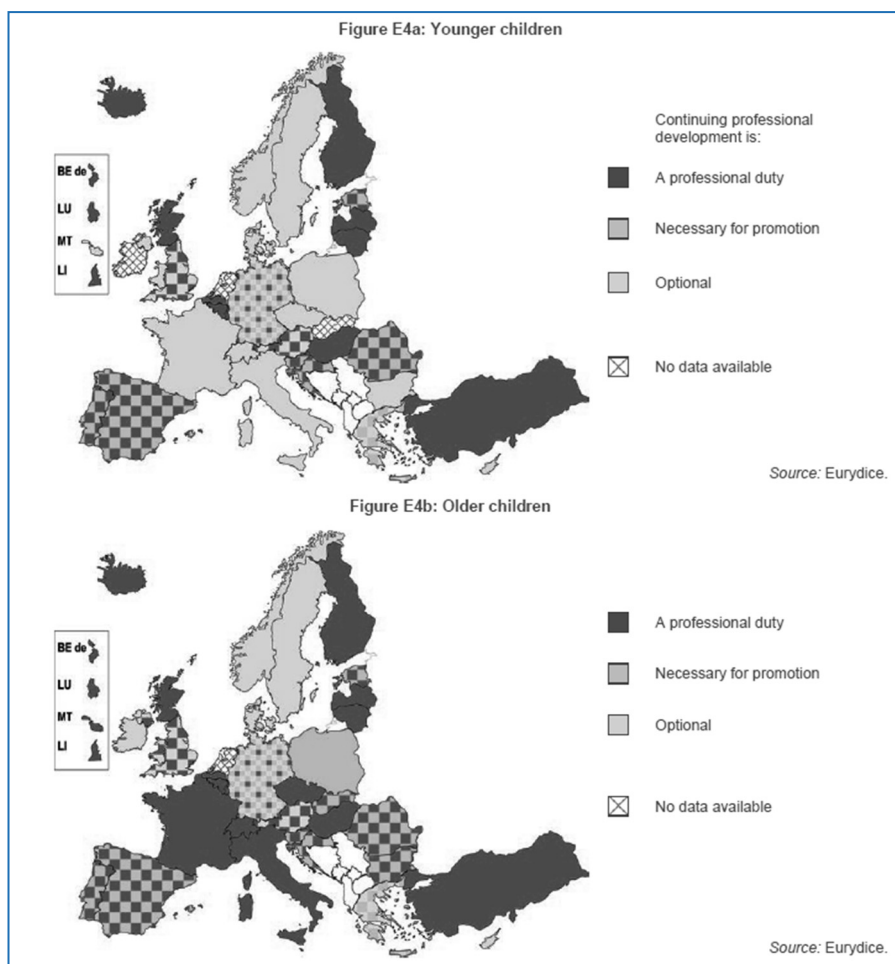 Figure E4a: Younger children
Continuing professional
development is:
BE de
A professional duty
LU
Necessary for promotion
MT
LI
Optional
No data available
Source: Eurydice.
Figure E4b: Older children
A professional duty
BE de
LU
Necessary for promotion
MT
Optional
LI
No data available
Source: Eurydice.